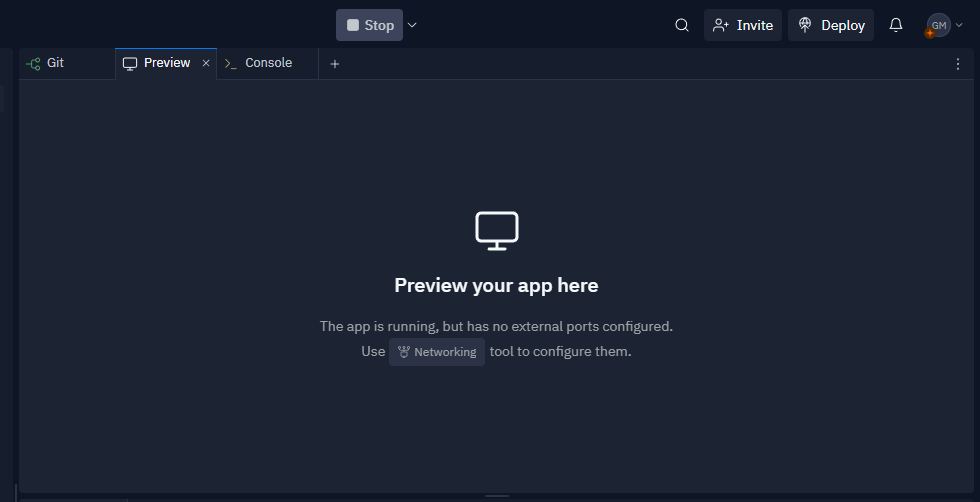 Stop
Invite
Deploy
GM
Git
Preview
Console
Preview your app here
The app is running, but has no external ports configured.
Use Networking tool to configure them.